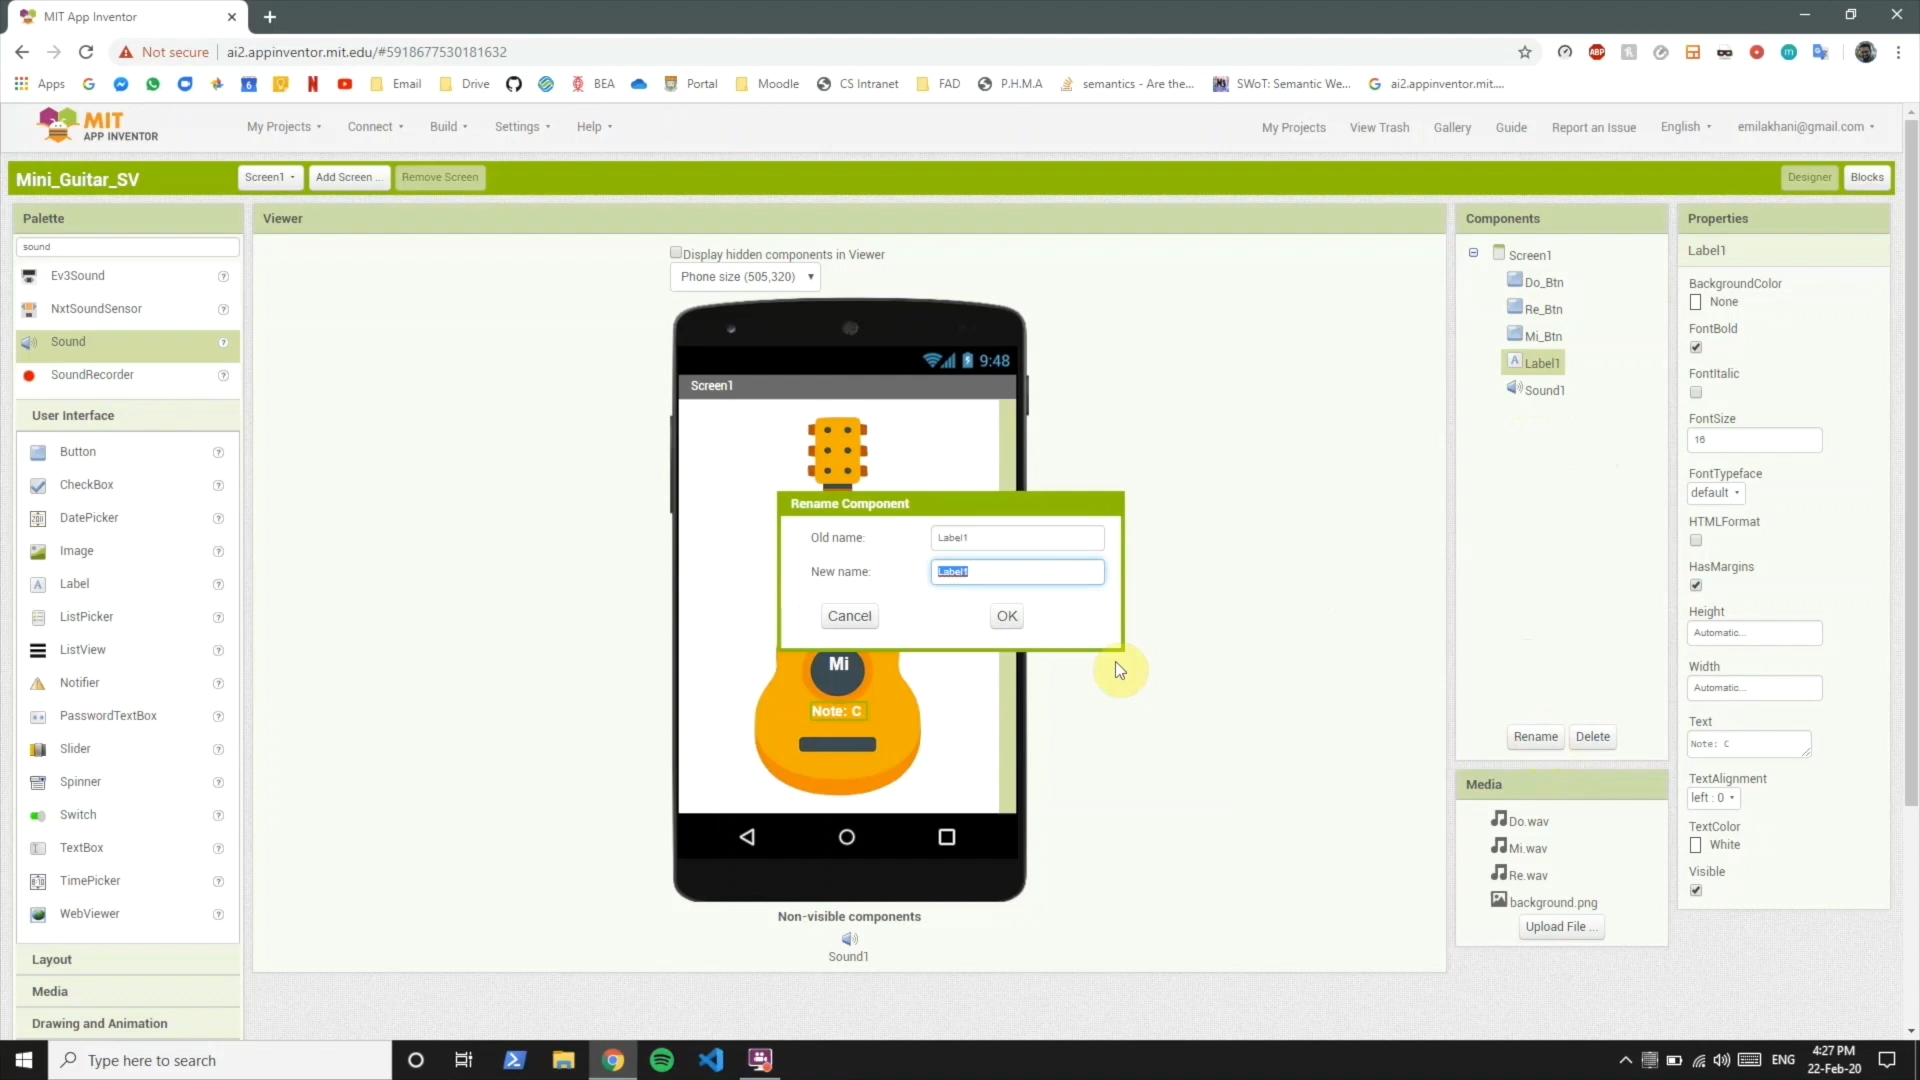 MIT App Inventor
Not secure
ai2.appinventor.mit.edu/#5918677530181632
ABP
m
Apps
Email
Drive
BEA
Portal
Moodle
CS Intranet
FAD
P.H.M.A
semantics - Are the...
SWoT: Semantic We...
ai2.appinventor.mit....
MIT
APP INVENTOR
My Projects
Connect
Build
Settings
Help
My Projects
View Trash
Gallery
Guide
Report an Issue
English
emilakhani@gmail.com
Mini_Guitar_SV
Screen1
Add Screen ...
Remove Screen
Designer
Blocks
Palette
sound
Ev3Sound
NxtSoundSensor
Sound
SoundRecorder
User Interface
Button
CheckBox
DatePicker
Image
Label
ListPicker
ListView
Notifier
PasswordTextBox
Slider
Spinner
Switch
TextBox
TimePicker
WebViewer
Layout
Media
Drawing and Animation
Viewer
Display hidden components in Viewer
Phone size (505,320)
9:48
Screen1
Rename Component
Old name:
Label1
New name:
Label1
Cancel
OK
Mi
Note: C
Non-visible components
Sound1
Components
Screen1
Do_Btn
Re_Btn
Mi_Btn
Label1
Sound1
Rename
Delete
Media
Do.wav
Mi.wav
Re.wav
background.png
Upload File ...
Properties
Label1
BackgroundColor
None
FontBold
FontItalic
FontSize
16
FontTypeface
default
HTMLFormat
HasMargins
Height
Automatic...
Width
Automatic...
Text
Note: C
TextAlignment
left : 0
TextColor
White
Visible
Type here to search
ENG
4:27 PM
22-Feb-20